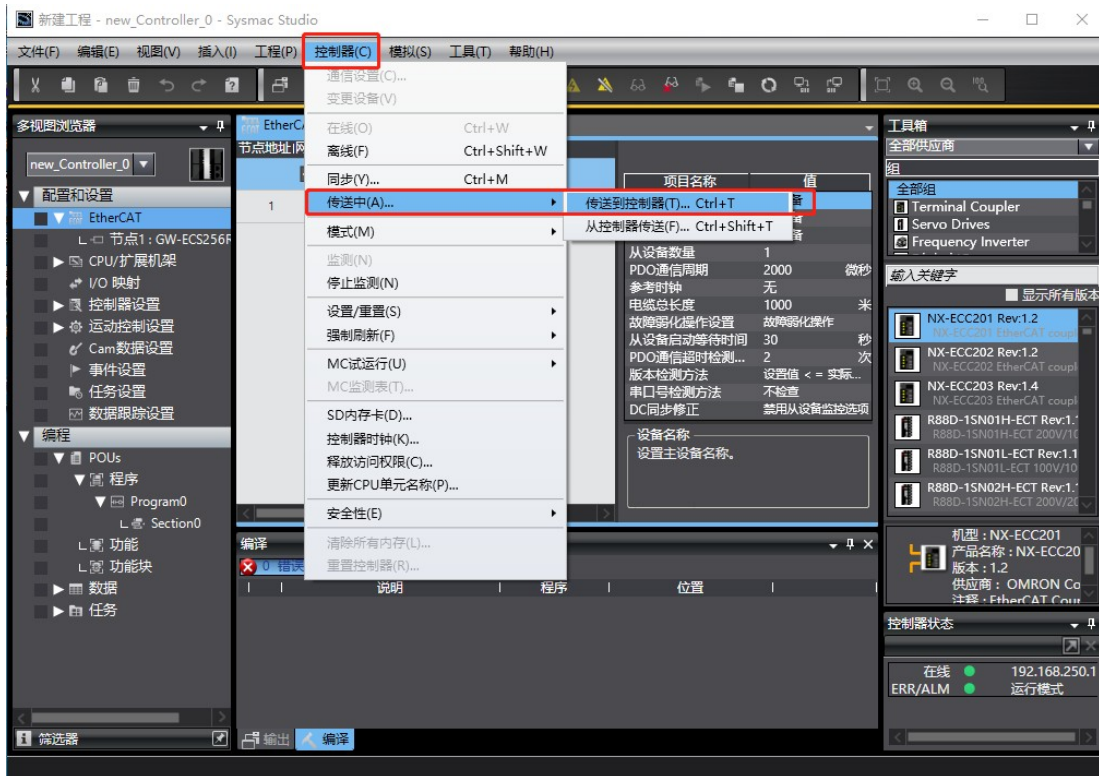 新建工程 - new_Controller_0 - Sysmac Studio
文件(F) 编辑(E) 视图(V) 插入(I) 工程(P) 控制器(C) 模拟(S) 工具(T) 帮助(H)
多视图浏览器
new_Controller_0
配置和设置
EtherCAT
节点1 : GW-ECS256F
CPU/扩展机架
I/O 映射
控制器设置
运动控制设置
Cam数据设置
事件设置
任务设置
数据跟踪设置
编程
POUs
程序
Program0
Section0
功能
功能块
数据
任务
筛选器
EtherC
节点地址|网
1
通信设置(C)...
变更设备(V)
在线(O) Ctrl+W
离线(F) Ctrl+Shift+W
同步(Y)... Ctrl+M
传送中(A)...
模式(M)
监测(N)
停止监测(N)
设置/重置(S)
强制刷新(F)
MC试运行(U)
MC监测表(T)...
SD内存卡(D)...
控制器时钟(K)...
释放访问权限(C)...
更新CPU单元名称(P)...
安全性(E)
清除所有内存(L)...
重置控制器(R)...
传送到控制器(T)... Ctrl+T
从控制器传送(F)... Ctrl+Shift+T
项目名称 值
备
备
从设备数量 1
PDO通信周期 2000 微秒
参考时钟 无
电缆总长度 1000 米
故障弱化操作设置 故障弱化操作
从设备启动等待时间 30 秒
PDO通信超时检测... 2 次
版本检测方法 设置值 < = 实际...
串口号检测方法 不检查
DC同步修正 禁用从设备监控选项
设备名称
设置主设备名称。
编译
0 错误
说明 程序 位置
输出 编译
工具箱
全部供应商
组
全部组
Terminal Coupler
Servo Drives
Frequency Inverter
输入关键字
显示所有版本
NX-ECC201 Rev:1.2
NX-ECC201 EtherCAT coupl
NX-ECC202 Rev:1.2
NX-ECC202 EtherCAT coupl
NX-ECC203 Rev:1.4
NX-ECC203 EtherCAT coupl
R88D-1SN01H-ECT Rev:1.
R88D-1SN01H-ECT 200V/10
R88D-1SN01L-ECT Rev:1.1
R88D-1SN01L-ECT 100V/10
R88D-1SN02H-ECT Rev:1.
R88D-1SN02H-ECT 200V/20
机型 : NX-ECC201
产品名称 : NX-ECC20
版本 : 1.2
供应商 : OMRON Co
注释 : EtherCAT Coup
控制器状态
在线 192.168.250.1
ERR/ALM 运行模式